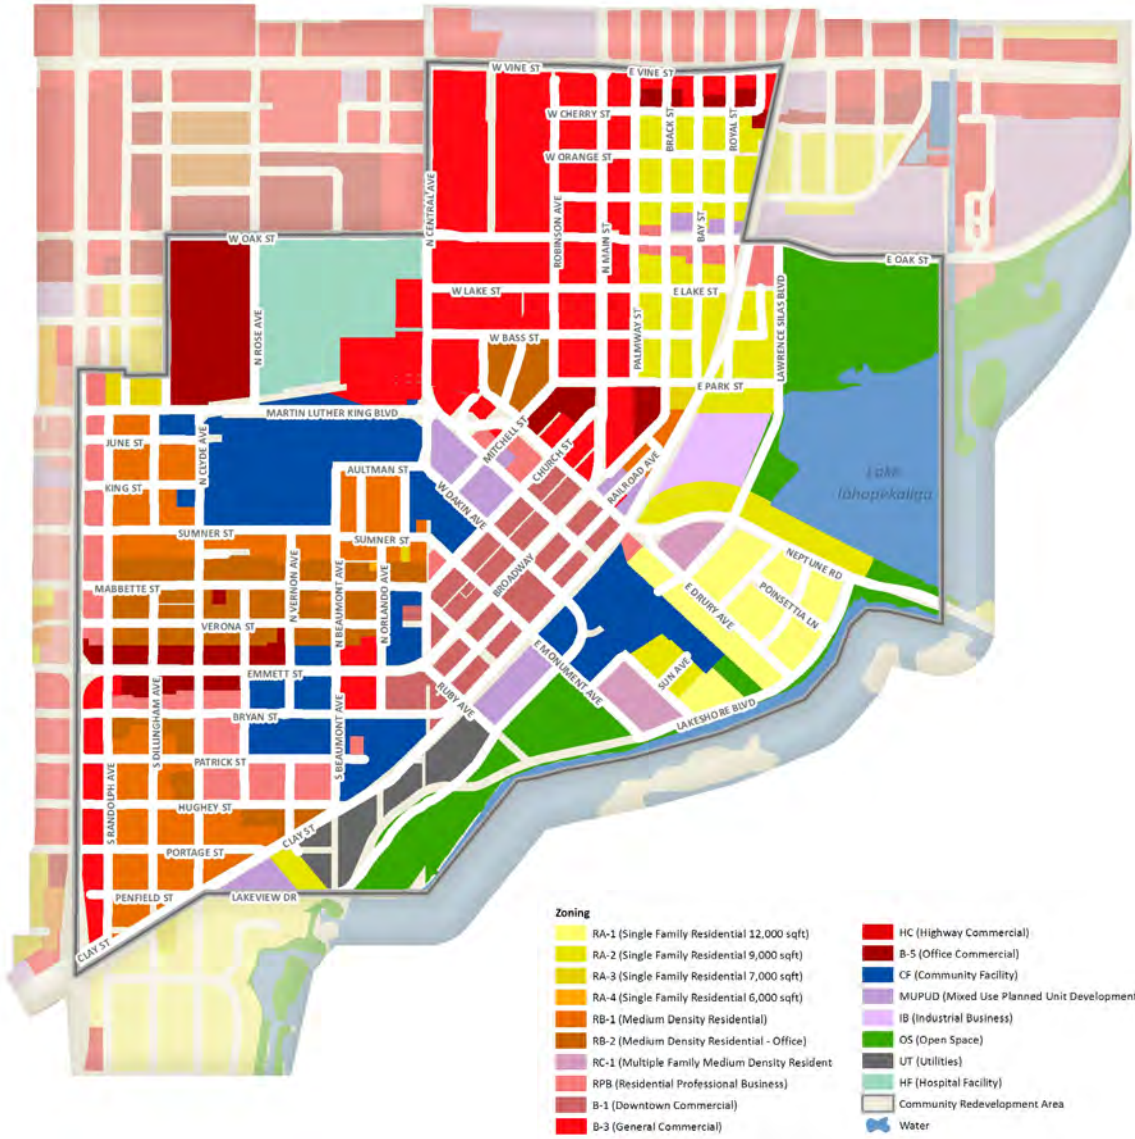 W VINE ST
E VINE ST
W CHERRY ST
BRACK ST
ROYAL ST
W ORANGE ST
N CENTRAL AVE
ROBINSON AVE
N MAIN ST
BAY ST
W OAK ST
E OAK ST
W LAKE ST
E LAKE ST
LAWRENCE SILAS BLVD
N ROSE AVE
W BASS ST
PALMWAY ST
E PARK ST
MARTIN LUTHER KING BLVD
JUNE ST
N CLYDE AVE
MITCHELL ST
CHURCH ST
AULTMAN ST
KING ST
W DAKIN AVE
RAILROAD AVE
Lake
Tohopekaliga
SUMNER ST
SUMNER ST
N VERNON AVE
N BEAUMONT AVE
N ORLANDO AVE
BROADWAY
NEPTUNE RD
MABBETTE ST
E DRURY AVE
POINSETTIA LN
VERONA ST
EMMETT ST
E MONUMENT AVE
SUN AVE
RUBY AVE
LAKESHORE BLVD
S DILLINGHAM AVE
BRYAN ST
S BEAUMONT AVE
PATRICK ST
S RANDOLPH AVE
HUGHEY ST
CLAY ST
PORTAGE ST
PENFIELD ST
LAKEVIEW DR
CLAY ST
Zoning
RA-1 (Single Family Residential 12,000 sqft)
RA-2 (Single Family Residential 9,000 sqft)
RA-3 (Single Family Residential 7,000 sqft)
RA-4 (Single Family Residential 6,000 sqft)
RB-1 (Medium Density Residential)
RB-2 (Medium Density Residential - Office)
RC-1 (Multiple Family Medium Density Resident
RPB (Residential Professional Business)
B-1 (Downtown Commercial)
B-3 (General Commercial)
HC (Highway Commercial)
B-5 (Office Commercial)
CF (Community Facility)
MUPUD (Mixed Use Planned Unit Development
IB (Industrial Business)
OS (Open Space)
UT (Utilities)
HF (Hospital Facility)
Community Redevelopment Area
Water